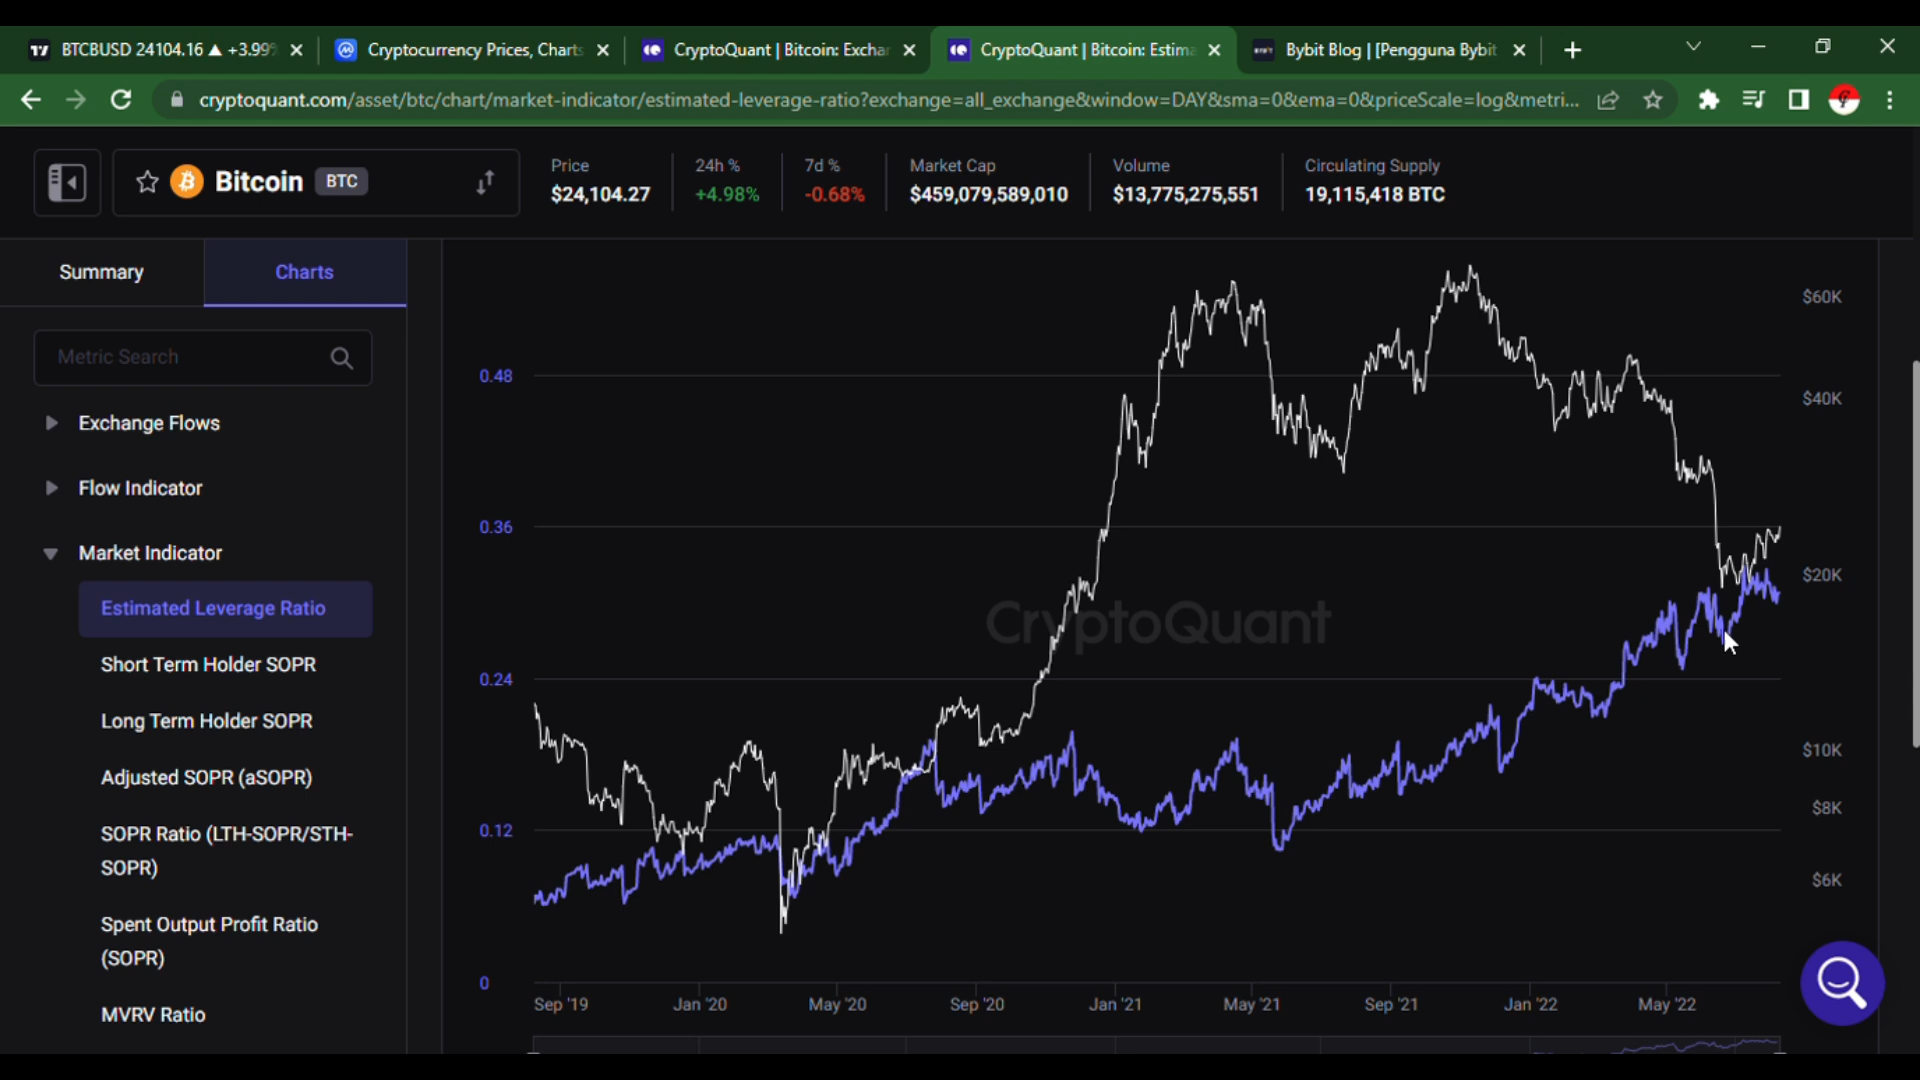 BTCBUSD 24104.16 ▲ +3.99%
Cryptocurrency Prices, Charts
CryptoQuant | Bitcoin: Exchar
CryptoQuant | Bitcoin: Estima
Bybit Blog | [Pengguna Bybit
cryptoquant.com/asset/btc/chart/market-indicator/estimated-leverage-ratio?exchange=all_exchange&window=DAY&sma=0&ema=0&priceScale=log&metri...
Bitcoin BTC
Price
$24,104.27
24h %
+4.98%
7d %
-0.68%
Market Cap
$459,079,589,010
Volume
$13,775,275,551
Circulating Supply
19,115,418 BTC
Summary
Charts
Metric Search
Exchange Flows
Flow Indicator
Market Indicator
Estimated Leverage Ratio
Short Term Holder SOPR
Long Term Holder SOPR
Adjusted SOPR (aSOPR)
SOPR Ratio (LTH-SOPR/STH-
SOPR)
Spent Output Profit Ratio
(SOPR)
MVRV Ratio
0.48
0.36
0.24
0.12
0
CryptoQuant
$60K
$40K
$20K
$10K
$8K
$6K
Sep '19
Jan '20
May '20
Sep '20
Jan '21
May '21
Sep '21
Jan '22
May '22